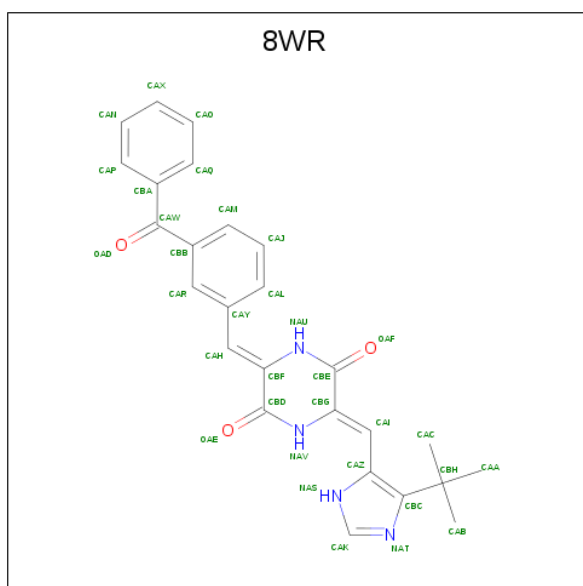 8WR
CAX
CAN CAO
CAP CAQ
CBA
CAW CAM
OAD CBB CAJ
CAR CAL
CAY
NAU
H
N O OAF
CAH CBE
CBF
CBD CBG CAI
O N
OAE H
NAV
CAC
CAZ CBH CAA
NAS
HN CBC
CAB
N
CAK NAT
O